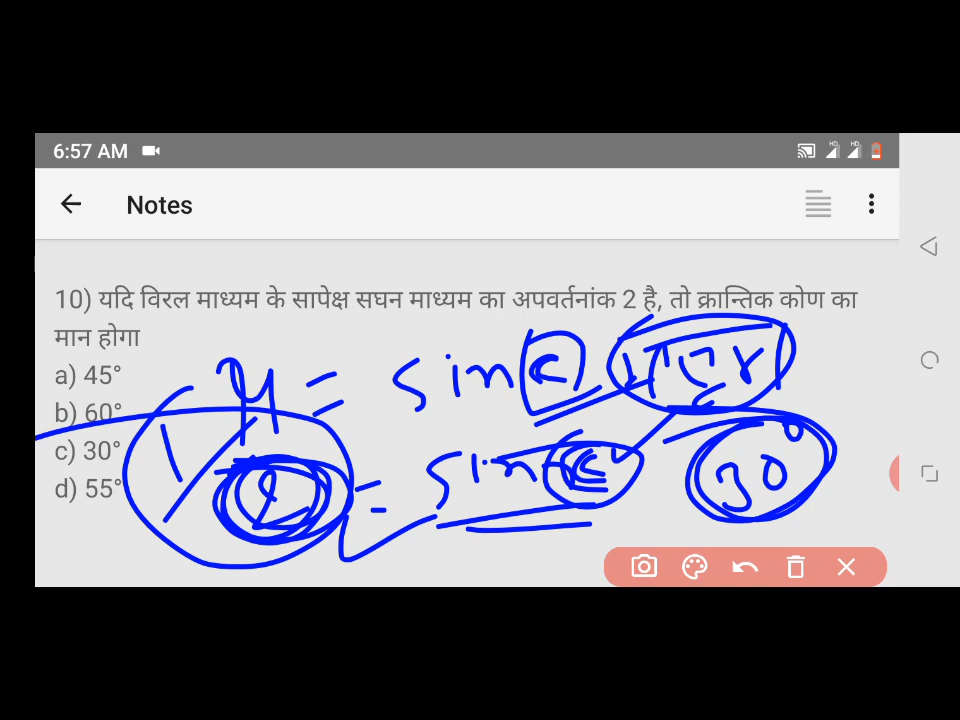 6:57 AM
Notes
10) यदि विरल माध्यम के सापेक्ष सघन माध्यम का अपवर्तनांक 2 है, तो क्रान्तिक कोण का
मान होगा
a) 45°
b) 60°
c) 30°
d) 55°
1/μ = sin c
1/2 = sin c
30°